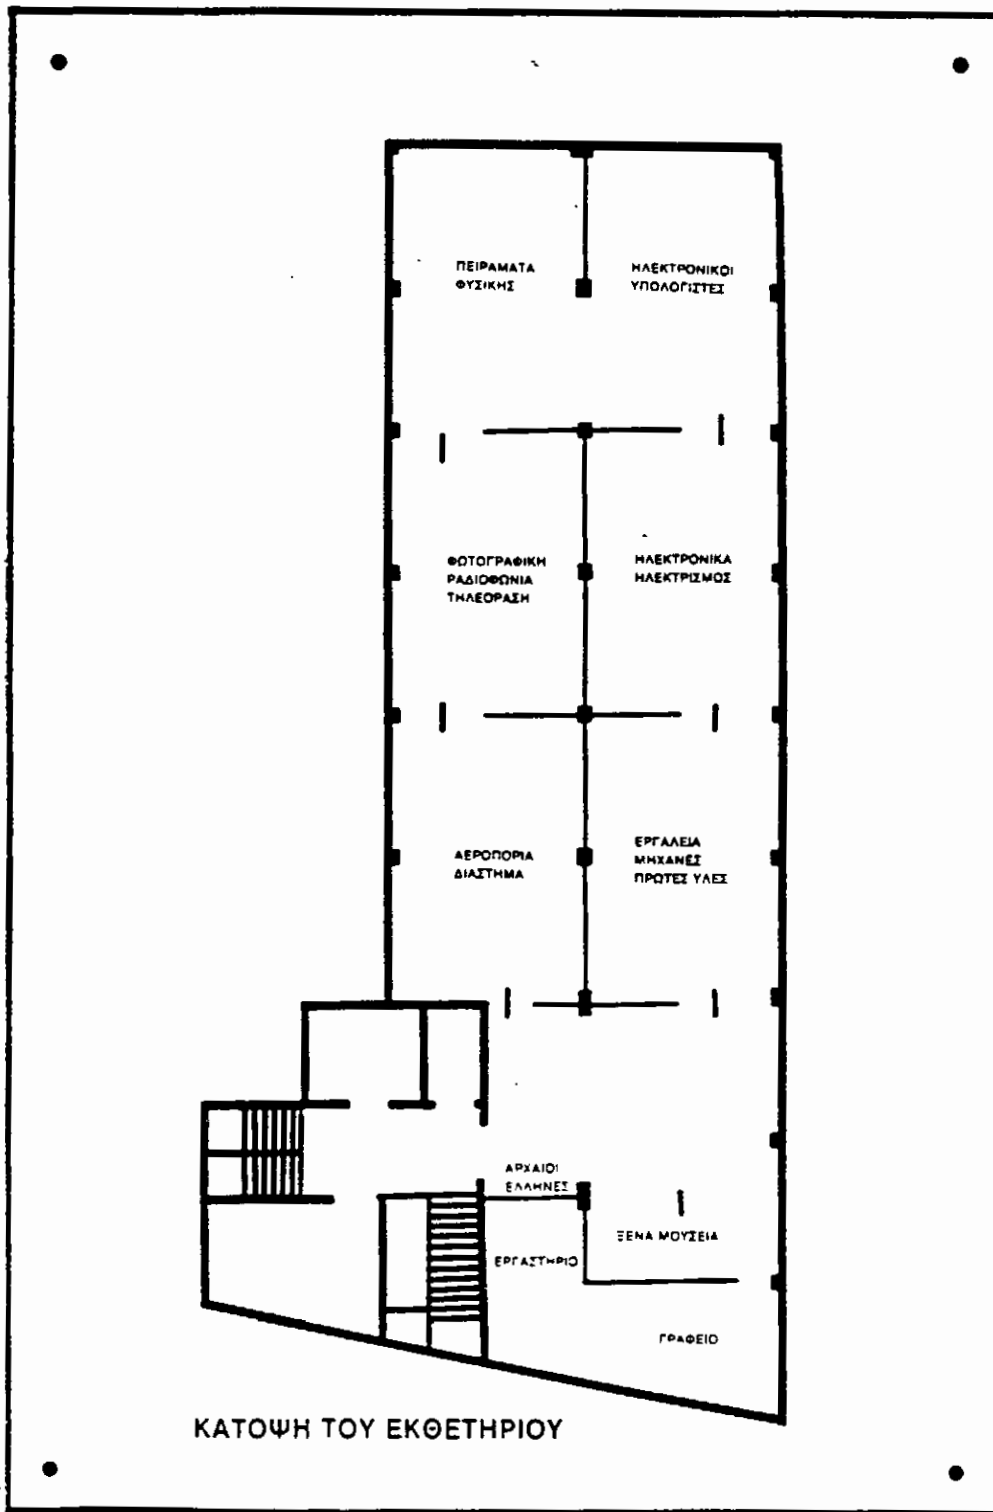 ΠΕΙΡΑΜΑΤΑ
ΦΥΣΙΚΗΣ
ΗΛΕΚΤΡΟΝΙΚΟΙ
ΥΠΟΛΟΓΙΣΤΕΣ
ΦΩΤΟΓΡΑΦΙΚΗ
ΡΑΔΙΟΦΩΝΙΑ
ΤΗΛΕΟΡΑΣΗ
ΗΛΕΚΤΡΟΝΙΚΑ
ΗΛΕΚΤΡΙΣΜΟΣ
ΑΕΡΟΠΟΡΙΑ
ΔΙΑΣΤΗΜΑ
ΕΡΓΑΛΕΙΑ
ΜΗΧΑΝΕΣ
ΠΡΩΤΕΣ ΥΛΕΣ
ΑΡΧΑΙΟΙ
ΕΛΛΗΝΕΣ
ΞΕΝΑ ΜΟΥΣΕΙΑ
ΕΡΓΑΣΤΗΡΙΟ
ΓΡΑΦΕΙΟ
ΚΑΤΟΨΗ ΤΟΥ ΕΚΘΕΤΗΡΙΟΥ